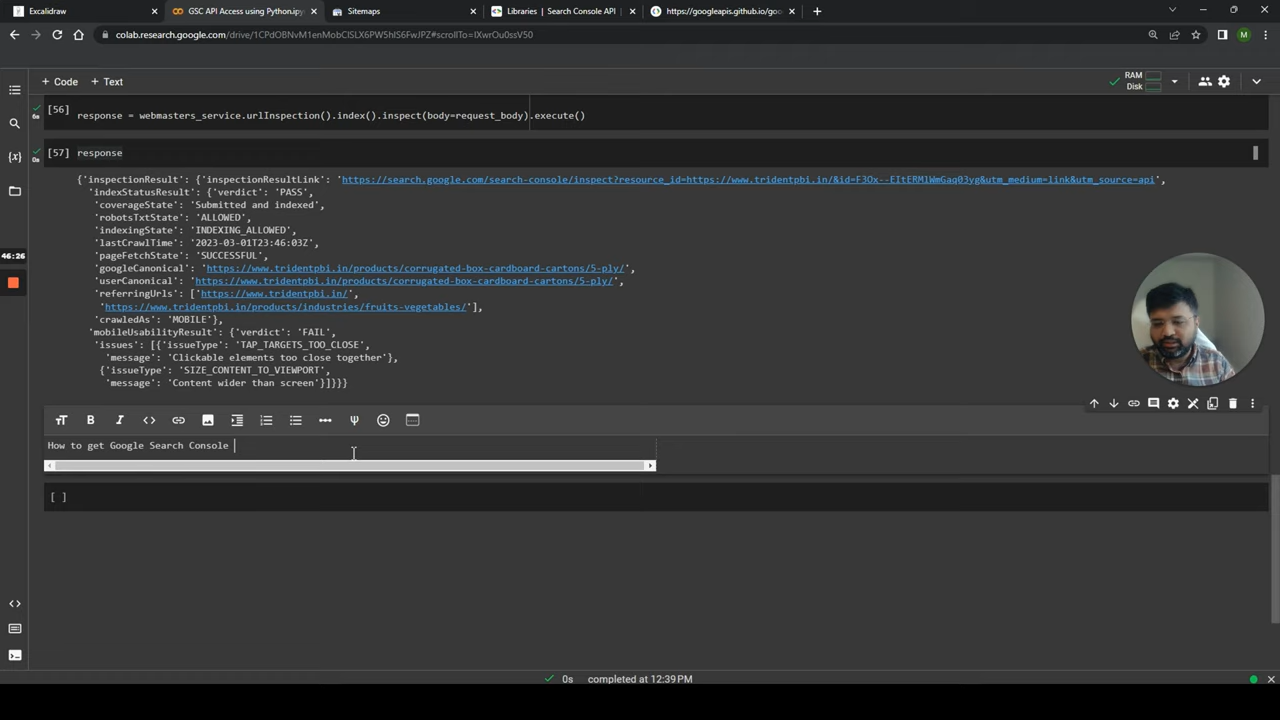 Excalidraw
GSC API Access using Python.ipyn
Sitemaps
Libraries | Search Console API
https://googleapis.github.io/goo
colab.research.google.com/drive/1CPdOBNvM1enMobClSLX6PW5hlS6FwJPZ#scrollTo=lXwrOu0ssV50
M
+ Code + Text
RAM
Disk
[56]
6s
response = webmasters_service.urlInspection().index().inspect(body=request_body).execute()
[57] response
0s
{'inspectionResult': {'inspectionResultLink': 'https://search.google.com/search-console/inspect?resource_id=https://www.tridentpbi.in/&id=F3Ox--EItERMlWmGaq03yg&utm_medium=link&utm_source=api',
'indexStatusResult': {'verdict': 'PASS',
'coverageState': 'Submitted and indexed',
'robotsTxtState': 'ALLOWED',
'indexingState': 'INDEXING_ALLOWED',
'lastCrawlTime': '2023-03-01T23:46:03Z',
'pageFetchState': 'SUCCESSFUL',
'googleCanonical': 'https://www.tridentpbi.in/products/corrugated-box-cardboard-cartons/5-ply/',
'userCanonical': 'https://www.tridentpbi.in/products/corrugated-box-cardboard-cartons/5-ply/',
'referringUrls': ['https://www.tridentpbi.in/',
'https://www.tridentpbi.in/products/industries/fruits-vegetables/'],
'crawledAs': 'MOBILE'},
'mobileUsabilityResult': {'verdict': 'FAIL',
'issues': [{'issueType': 'TAP_TARGETS_TOO_CLOSE',
'message': 'Clickable elements too close together'},
{'issueType': 'SIZE_CONTENT_TO_VIEWPORT',
'message': 'Content wider than screen'}]}}}
46:26
How to get Google Search Console
[ ]
0s completed at 12:39 PM